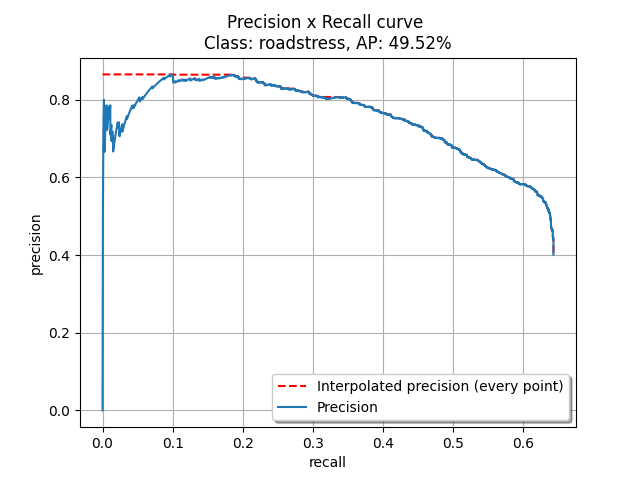 Precision x Recall curve
Class: roadstress, AP: 49.52%
precision
0.8
0.6
0.4
0.2
0.0
Interpolated precision (every point)
Precision
0.0 0.1 0.2 0.3 0.4 0.5 0.6
recall